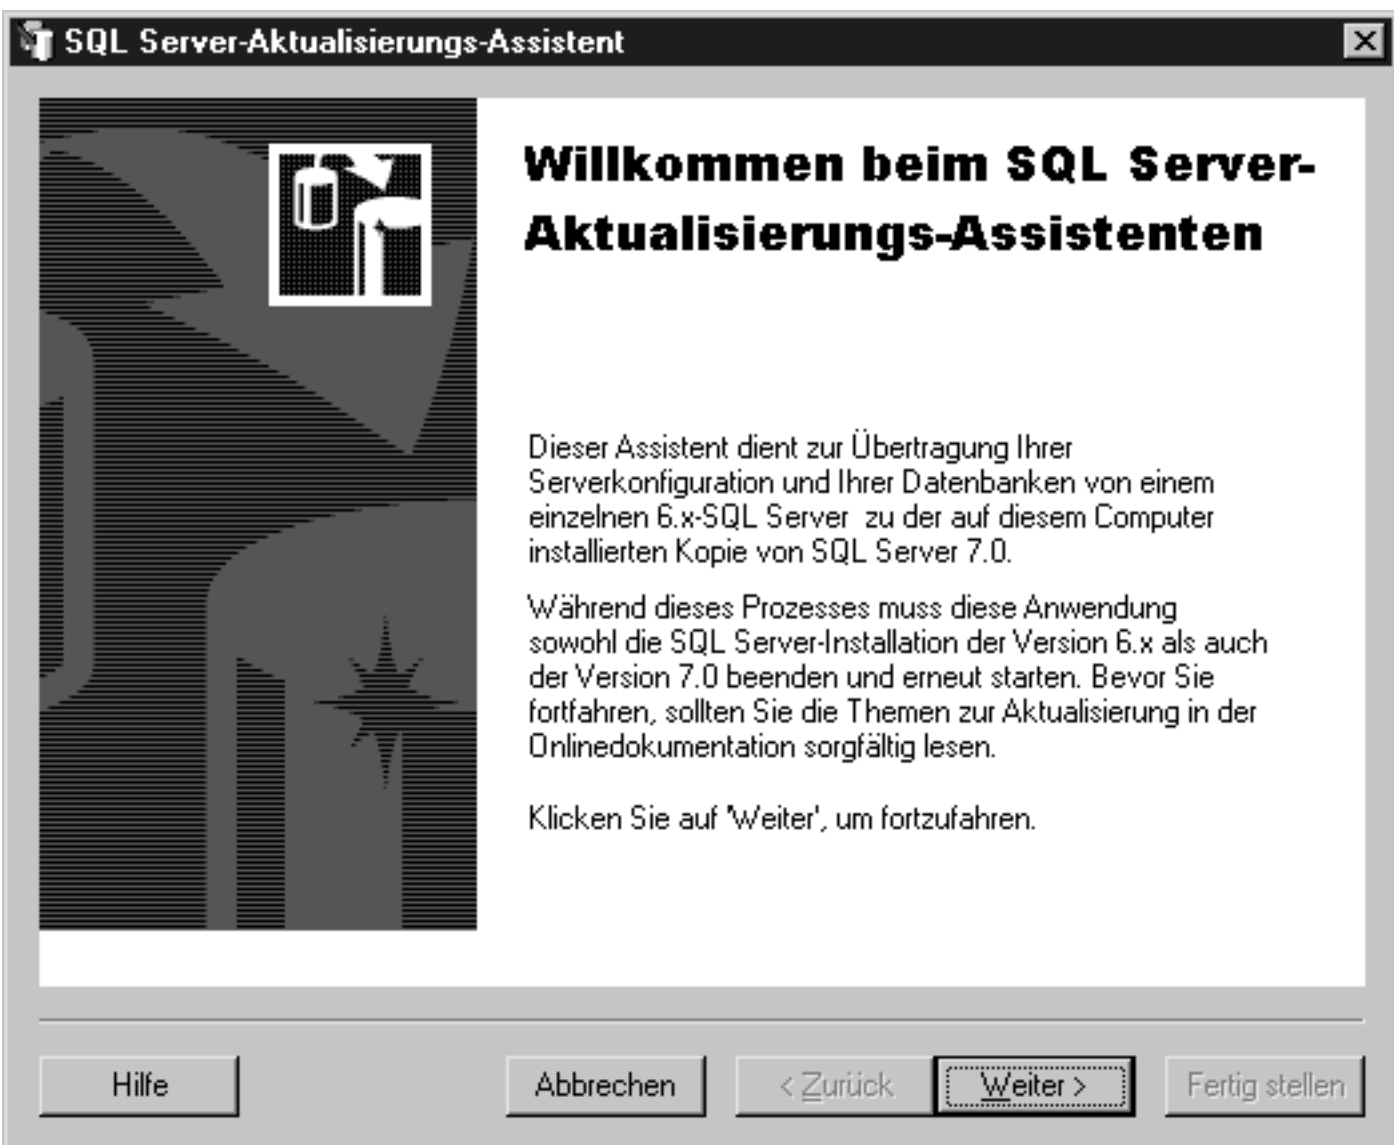 SQL Server-Aktualisierungs-Assistent
Willkommen beim SQL Server-
Aktualisierungs-Assistenten
Dieser Assistent dient zur Übertragung Ihrer
Serverkonfiguration und Ihrer Datenbanken von einem
einzelnen 6.x-SQL Server  zu der auf diesem Computer
installierten Kopie von SQL Server 7.0.
Während dieses Prozesses muss diese Anwendung
sowohl die SQL Server-Installation der Version 6.x als auch
der Version 7.0 beenden und erneut starten. Bevor Sie
fortfahren, sollten Sie die Themen zur Aktualisierung in der
Onlinedokumentation sorgfältig lesen.
Klicken Sie auf 'Weiter', um fortzufahren.
Hilfe
Abbrechen
< Zurück
Weiter >
Fertig stellen